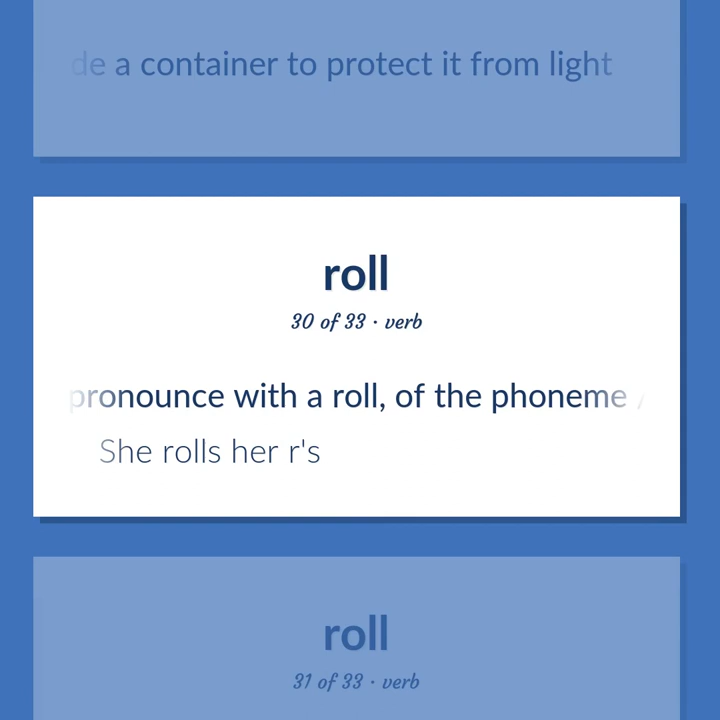 de a container to protect it from light
roll
30 of 33 · verb
pronounce with a roll, of the phoneme /
She rolls her r's
roll
31 of 33 · verb